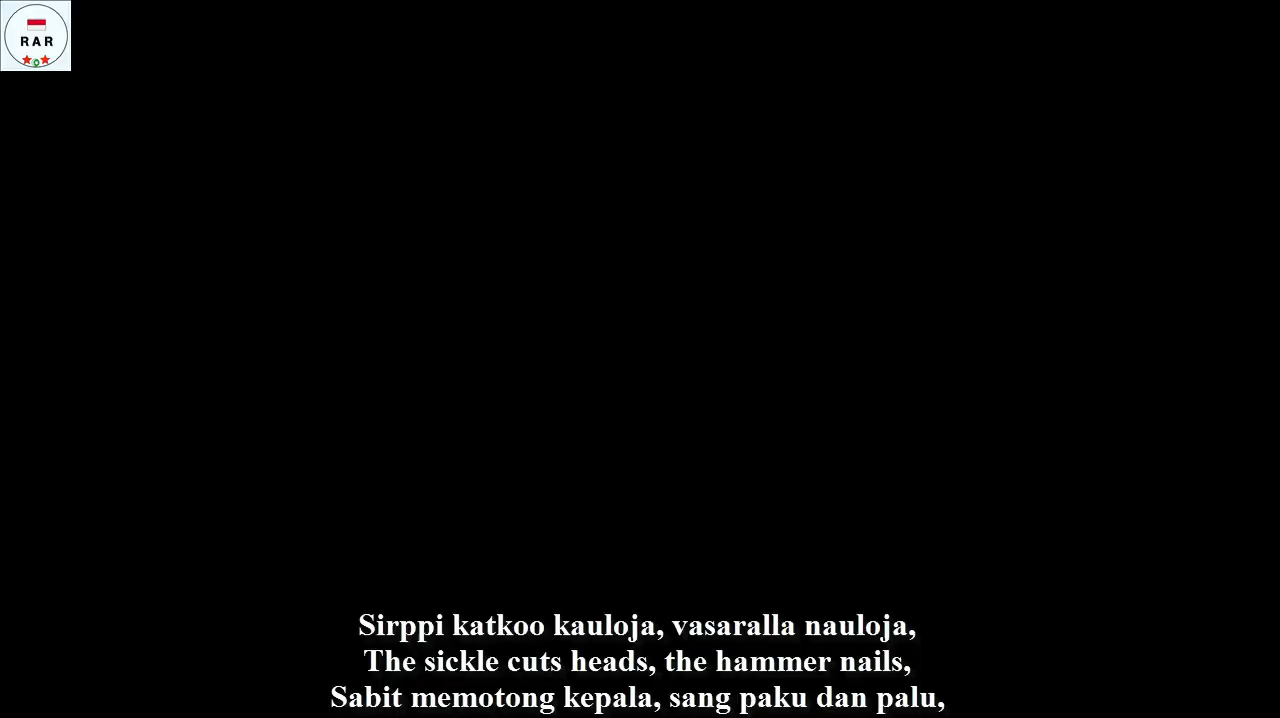 RAR
Sirppi katkoo kauloja, vasaralla nauloja,
The sickle cuts heads, the hammer nails,
Sabit memotong kepala, sang paku dan palu,